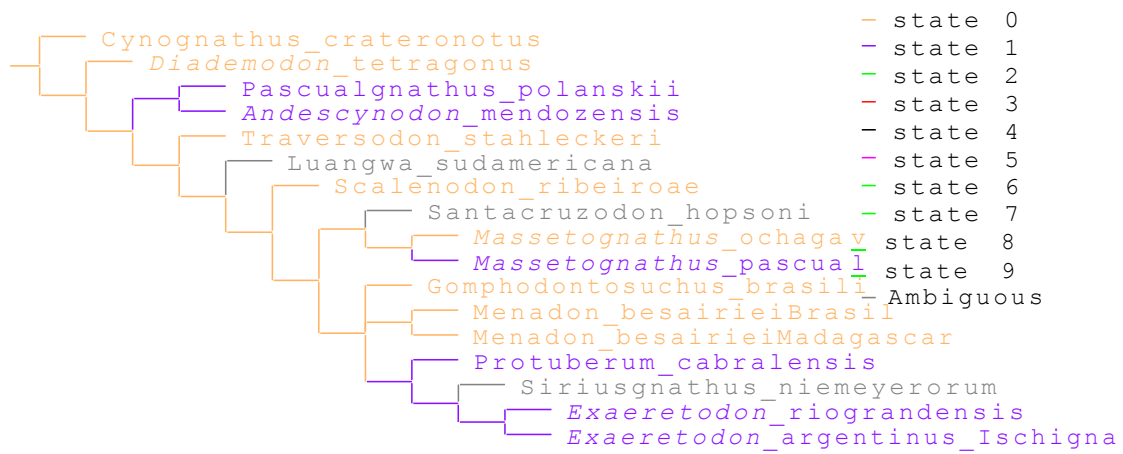 state 0
Cynognathus_crateronotus
state 1
Diademodon_tetragonus
state 2
Pascualgnathus_polanskii
state 3
Andescynodon_mendozensis
state 4
Traversodon_stahleckeri
state 5
Luangwa_sudamericana
state 6
Scalenodon_ribeiroae
state 7
Santacruzodon_hopsoni
Massetognathus_ochagav
state 8
Massetognathus_pascual
state 9
Gomphodontosuchus_brasili
Ambiguous
Menadon_besairieiBrasil
Menadon_besairieiMadagascar
Protuberum_cabralensis
Siriusgnathus_niemeyerorum
Exaeretodon_riograndensis
Exaeretodon_argentinus_Ischigna